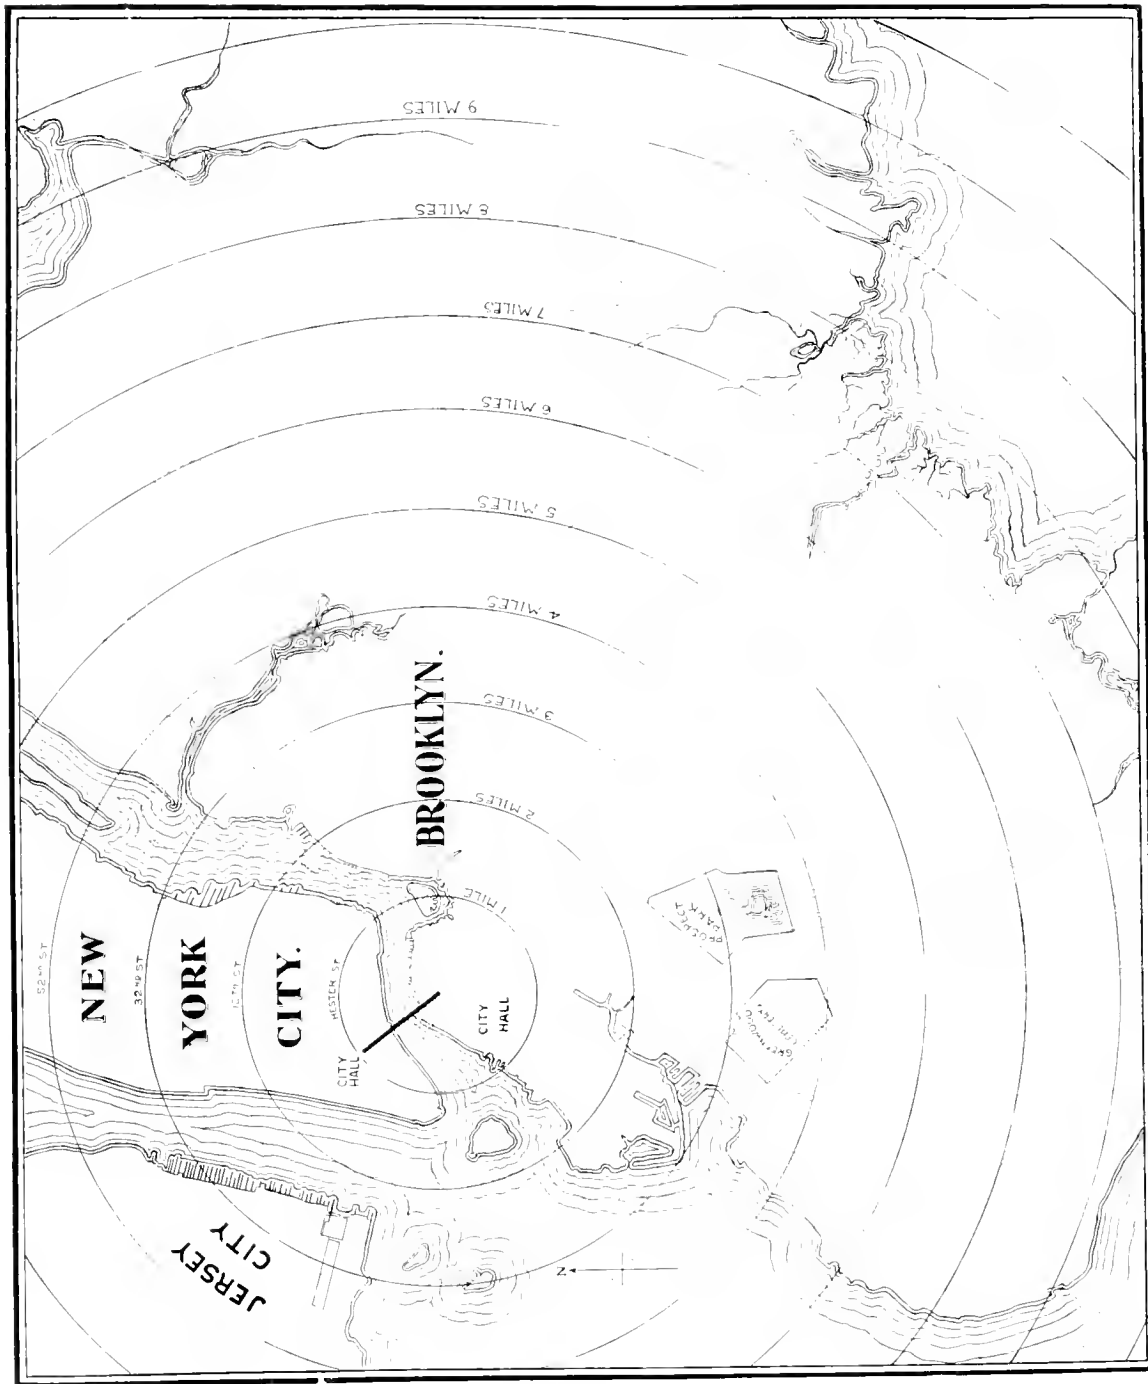 9 MILES
8 MILES
7 MILES
6 MILES
5 MILES
4 MILES
3 MILES
2 MILES
1 MILE
52ND ST
NEW
32ND ST
YORK
CITY.
HESTER ST
BROOKLYN.
CITY
HALL
CITY
HALL
JERSEY
CITY
PROSPECT
PARK
GREENWOOD
CEMETERY
N